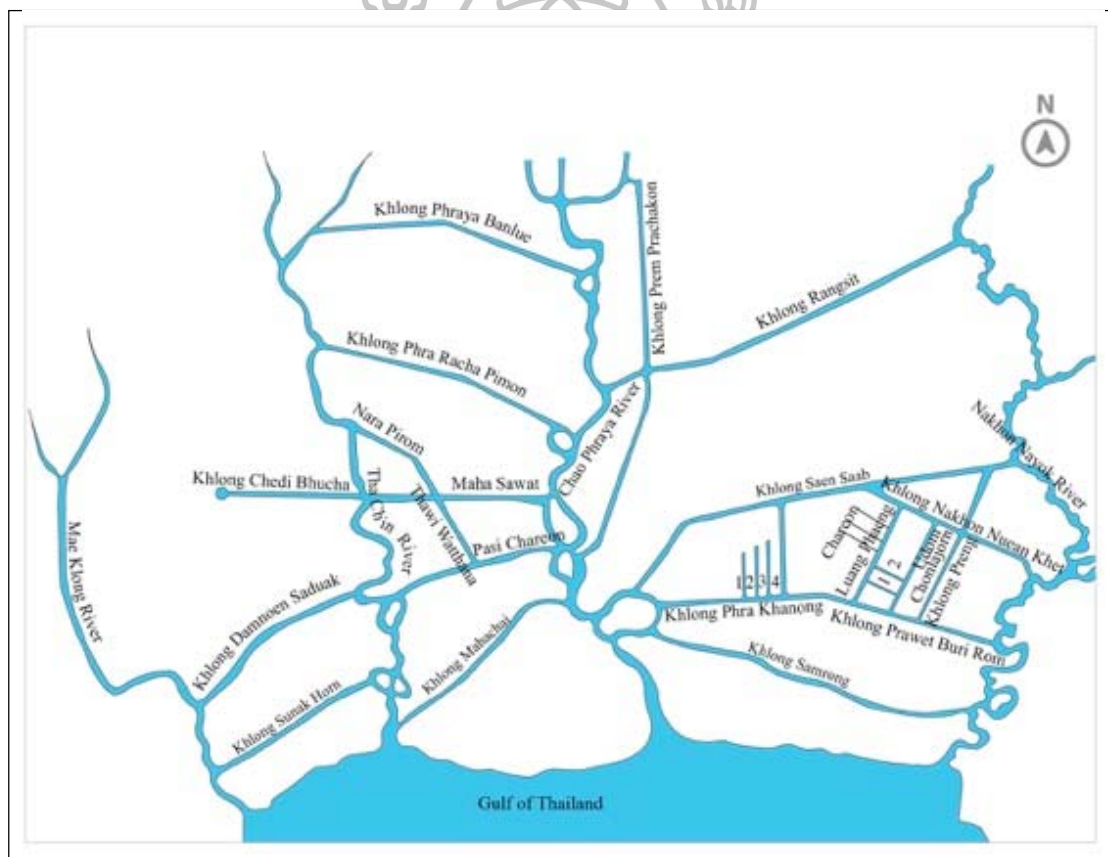 N
Khlong Phraya Banlue
Khlong Prem Prachakon
Khlong Rangsit
Khlong Phra Racha Pimon
Chao Phraya River
Nara Pirom
Nakhon Nayok River
Khlong Chedi Bhucha
Maha Sawat
Khlong Saen Saab
Khlong Nakhon Nuean Khet
Tha Chin River
Thawi Watthana
Pasi Chareon
Chareon
Luang Phaeng
1
2
Udom
Chonlajorn
Khlong Preng
Mae Klong River
Khlong Damnoen Saduak
1
2
3
4
Khlong Phra Khanong
Khlong Prawet Buri Rom
Khlong Mahachai
Khlong Samrong
Khlong Sunak Horn
Gulf of Thailand